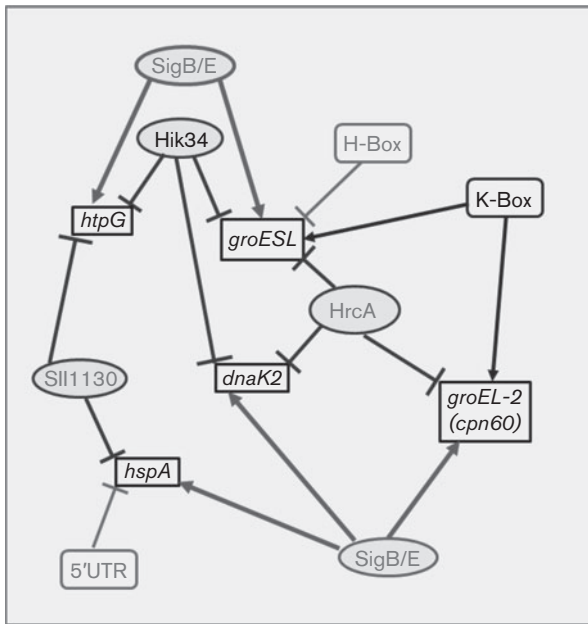 SigB/E
Hik34
H-Box
K-Box
htpG
groESL
HrcA
Sll1130
dnaK2
groEL-2
(cpn60)
hspA
SigB/E
5'UTR